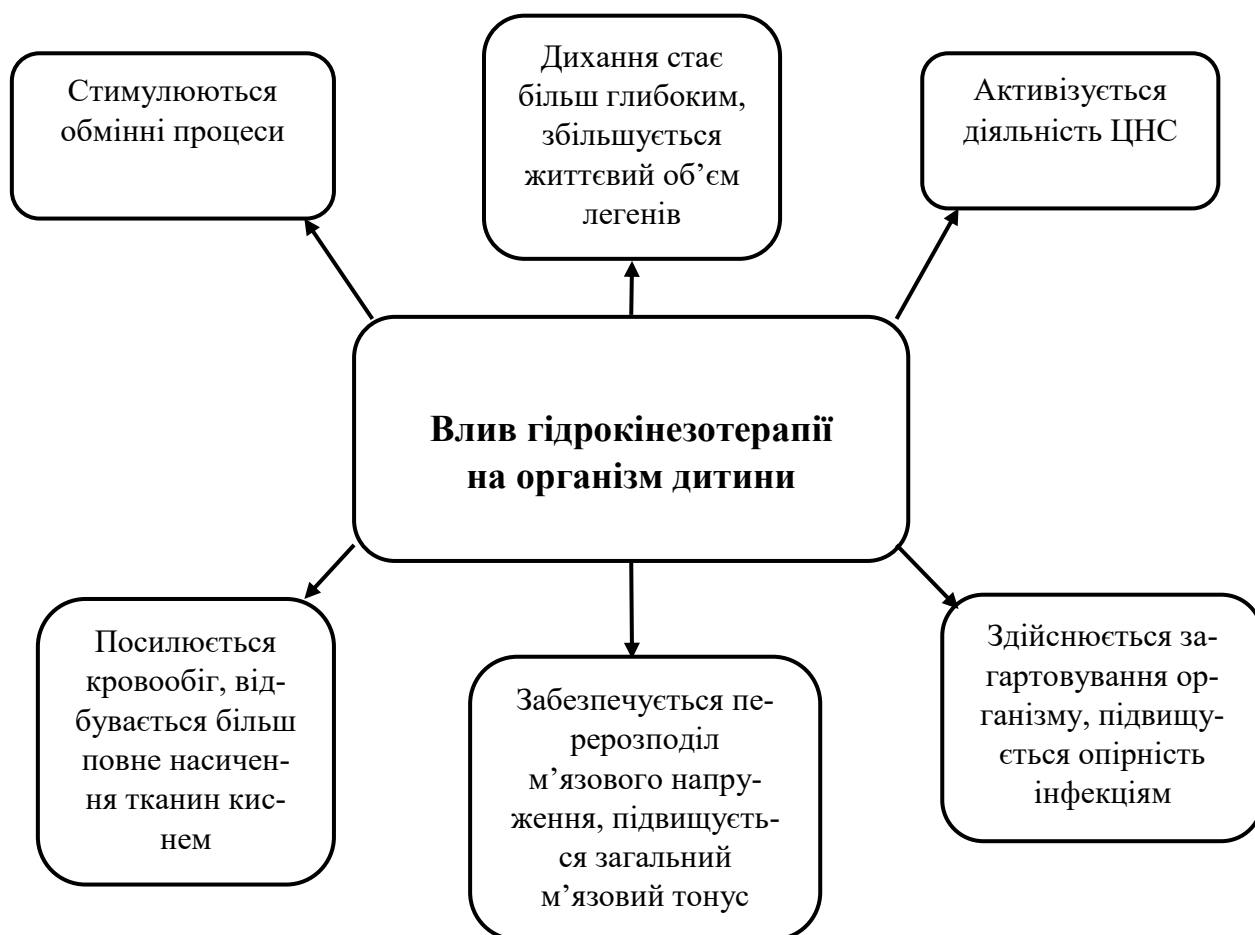 Стимулюються
обмінні процеси
Дихання стає
більш глибоким,
збільшується
життєвий об’єм
легенів
Активізується
діяльність ЦНС
Влив гідрокінезотерапії
на організм дитини
Посилюється
кровообіг, від-
бувається більш
повне насичен-
ня тканин кис-
нем
Забезпечується пе-
рерозподіл
м’язового напру-
ження, підвищуєть-
ся загальний
м’язовий тонус
Здійснюється за-
гартовування ор-
ганізму, підвищу-
ється опірність
інфекціям